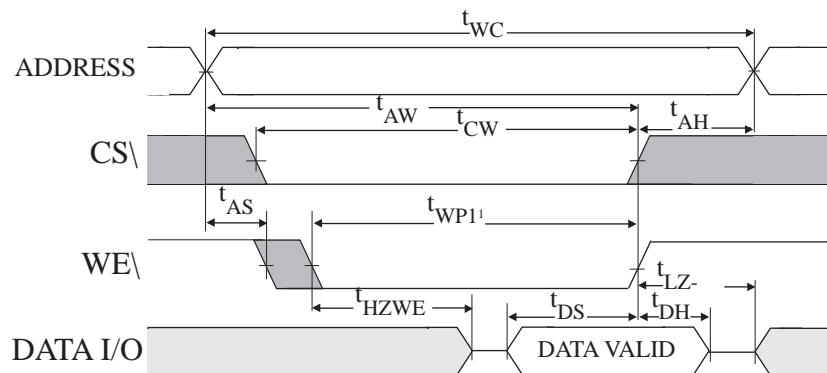 tWC
ADDRESS
tAW
tCW
tAH
CS\
tAS
tWP1¹
WE\
tLZ-
tHZWE
tDS
tDH
DATA I/O
DATA VALID